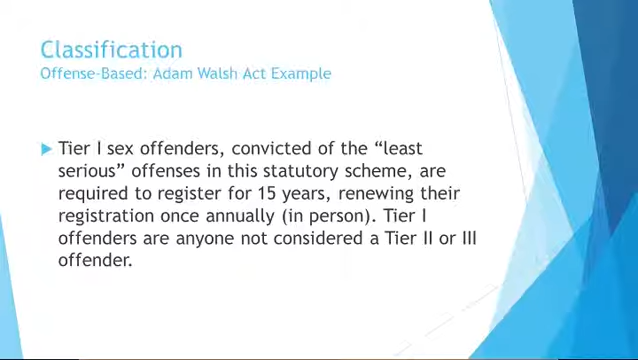 Classification
Offense-Based: Adam Walsh Act Example
Tier I sex offenders, convicted of the “least
serious” offenses in this statutory scheme, are
required to register for 15 years, renewing their
registration once annually (in person). Tier I
offenders are anyone not considered a Tier II or III
offender.